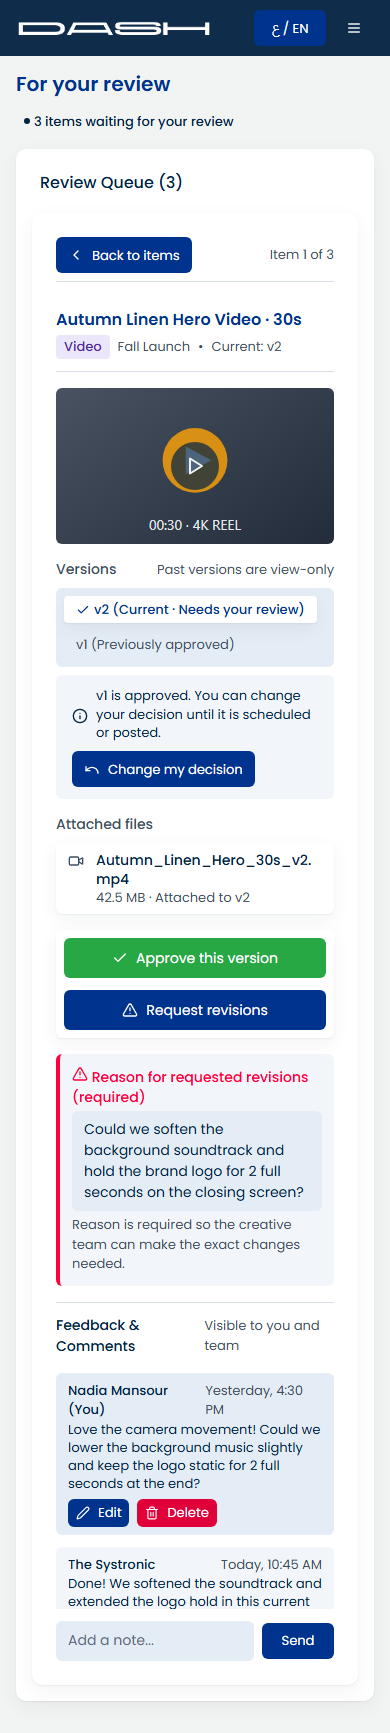 DASH
ع / EN
For your review
• 3 items waiting for your review
Review Queue (3)
Back to items
Item 1 of 3
Autumn Linen Hero Video · 30s
Video Fall Launch • Current: v2
00:30 · 4K REEL
Versions
Past versions are view-only
v2 (Current · Needs your review)
v1 (Previously approved)
v1 is approved. You can change
your decision until it is scheduled
or posted.
Change my decision
Attached files
Autumn_Linen_Hero_30s_v2.
mp4
42.5 MB · Attached to v2
Approve this version
Request revisions
Reason for requested revisions
(required)
Could we soften the
background soundtrack and
hold the brand logo for 2 full
seconds on the closing screen?
Reason is required so the creative
team can make the exact changes
needed.
Feedback &
Comments
Visible to you and
team
Nadia Mansour
(You)
Yesterday, 4:30
PM
Love the camera movement! Could we
lower the background music slightly
and keep the logo static for 2 full
seconds at the end?
Edit
Delete
The Systronic
Today, 10:45 AM
Done! We softened the soundtrack and
extended the logo hold in this current
Add a note...
Send